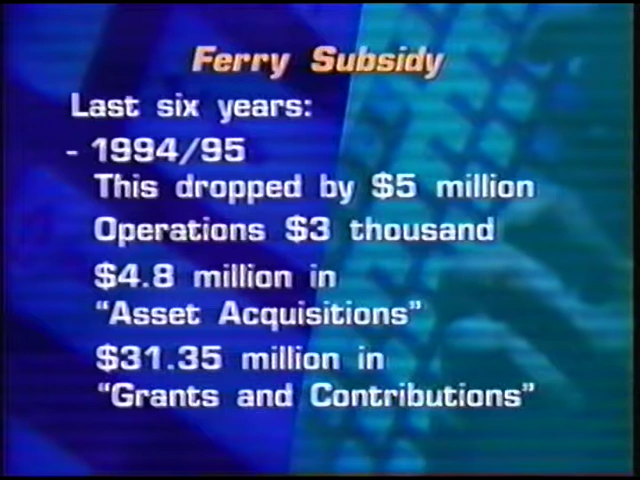 Ferry Subsidy
Last six years:
- 1994/95
This dropped by $5 million
Operations $3 thousand
$4.8 million in
"Asset Acquisitions"
$31.35 million in
"Grants and Contributions"